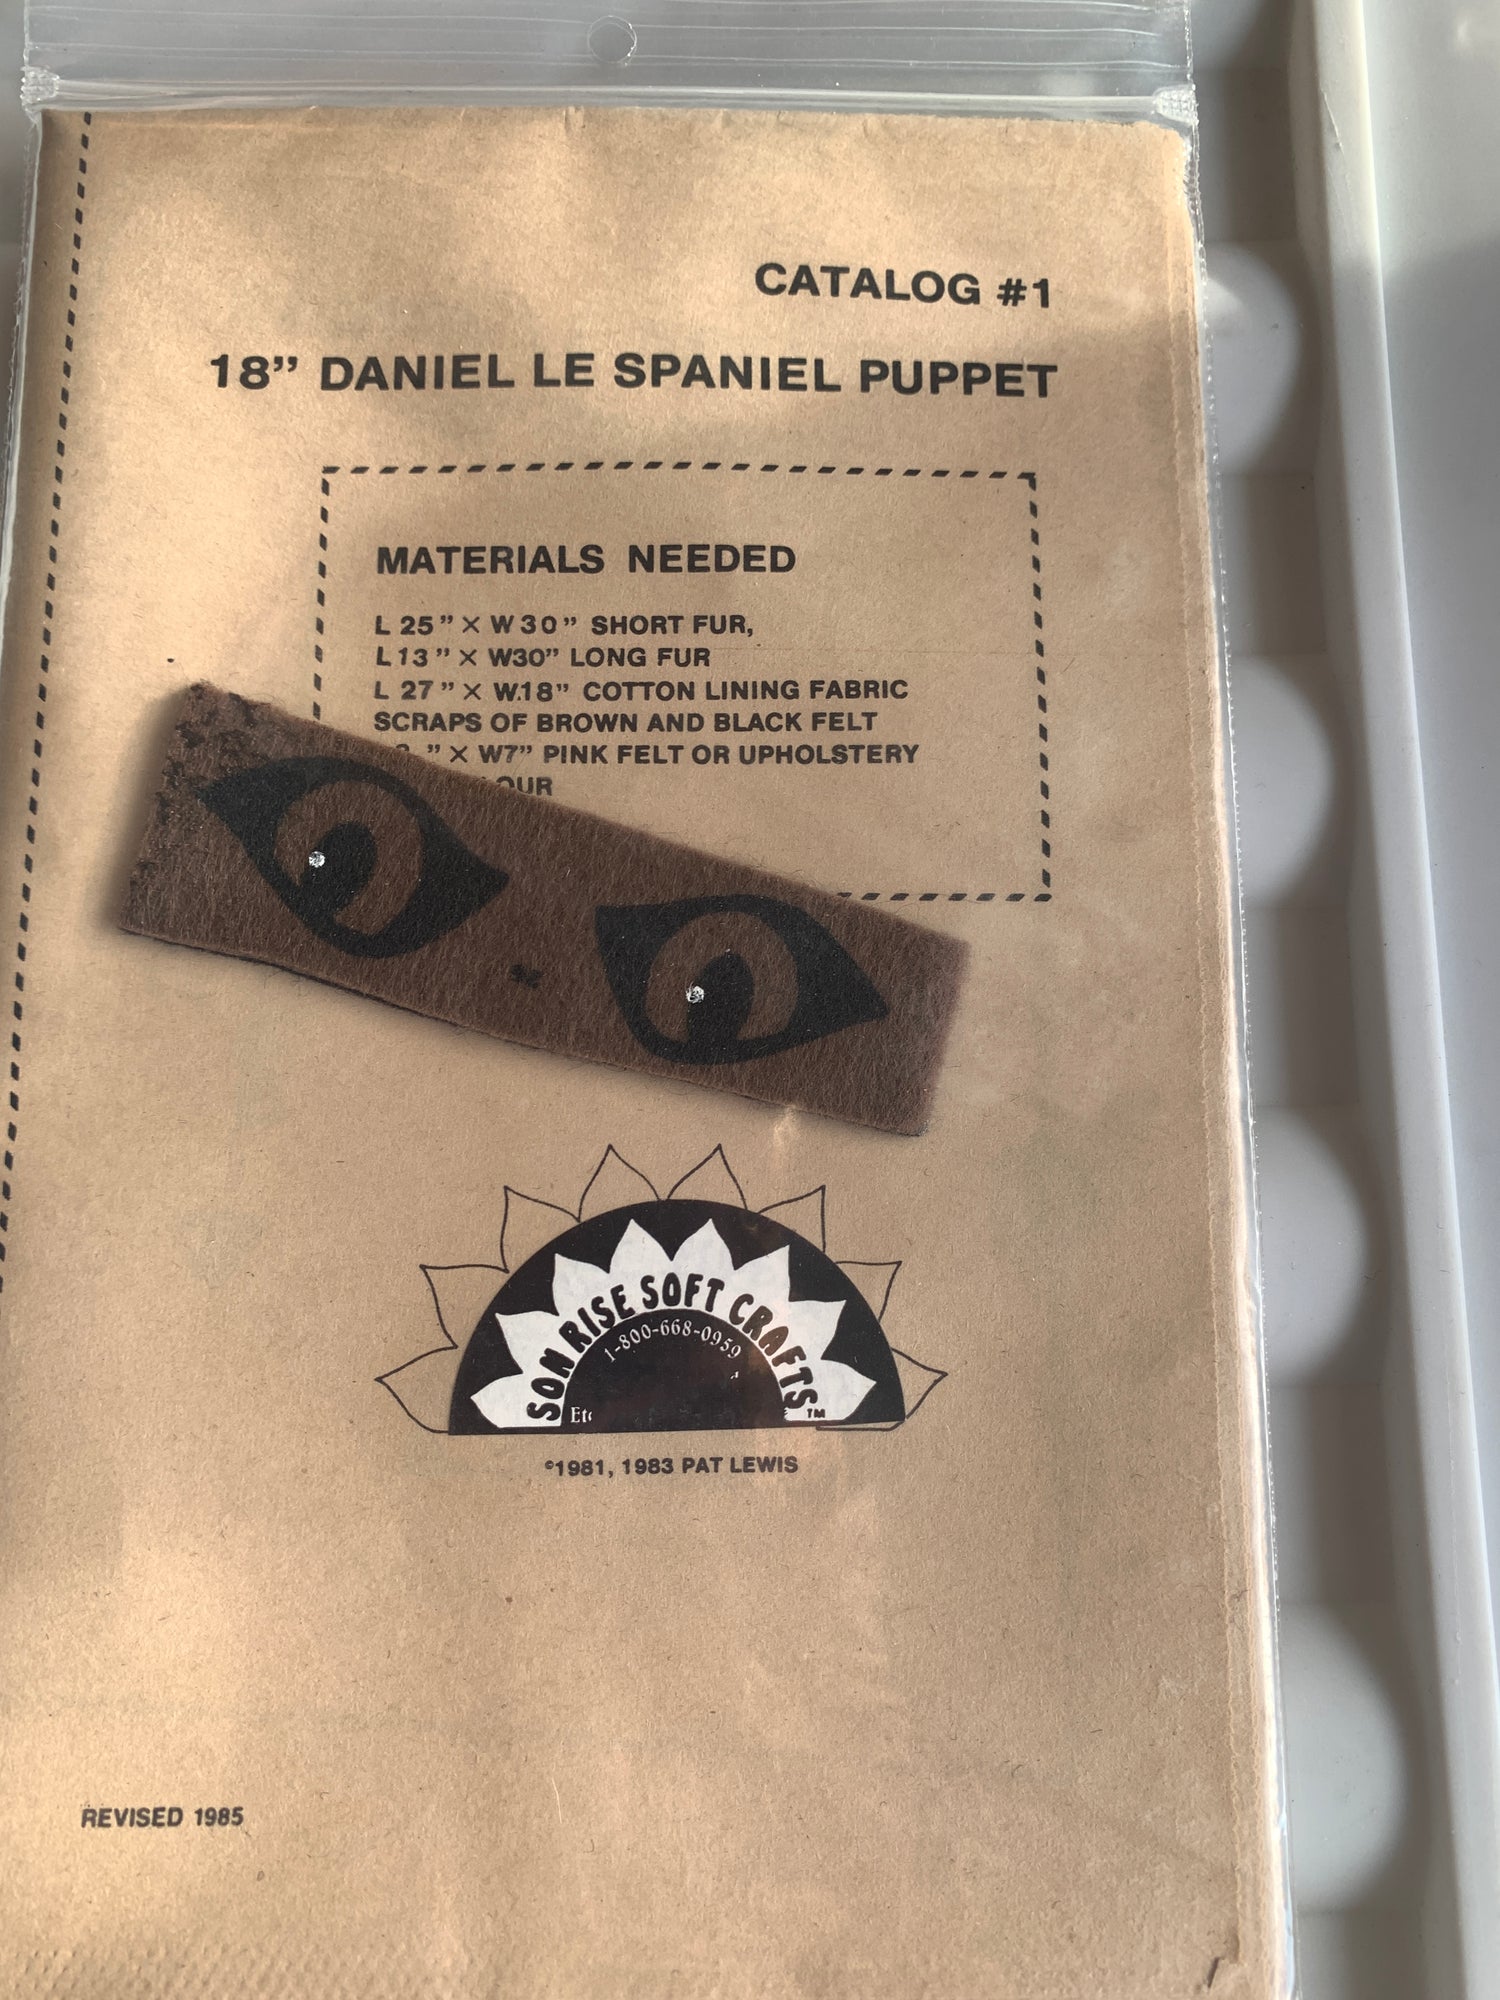 CATALOG #1
18” DANIEL LE SPANIEL PUPPET
MATERIALS NEEDED
L 25” X W 30” SHORT FUR,
L 13” X W30” LONG FUR
L 27” X W.18” COTTON LINING FABRIC
SCRAPS OF BROWN AND BLACK FELT
” X W7” PINK FELT OR UPHOLSTERY
SON RISE SOFT CRAFTS™
1-800-668-0959
©1981, 1983 PAT LEWIS
REVISED 1985